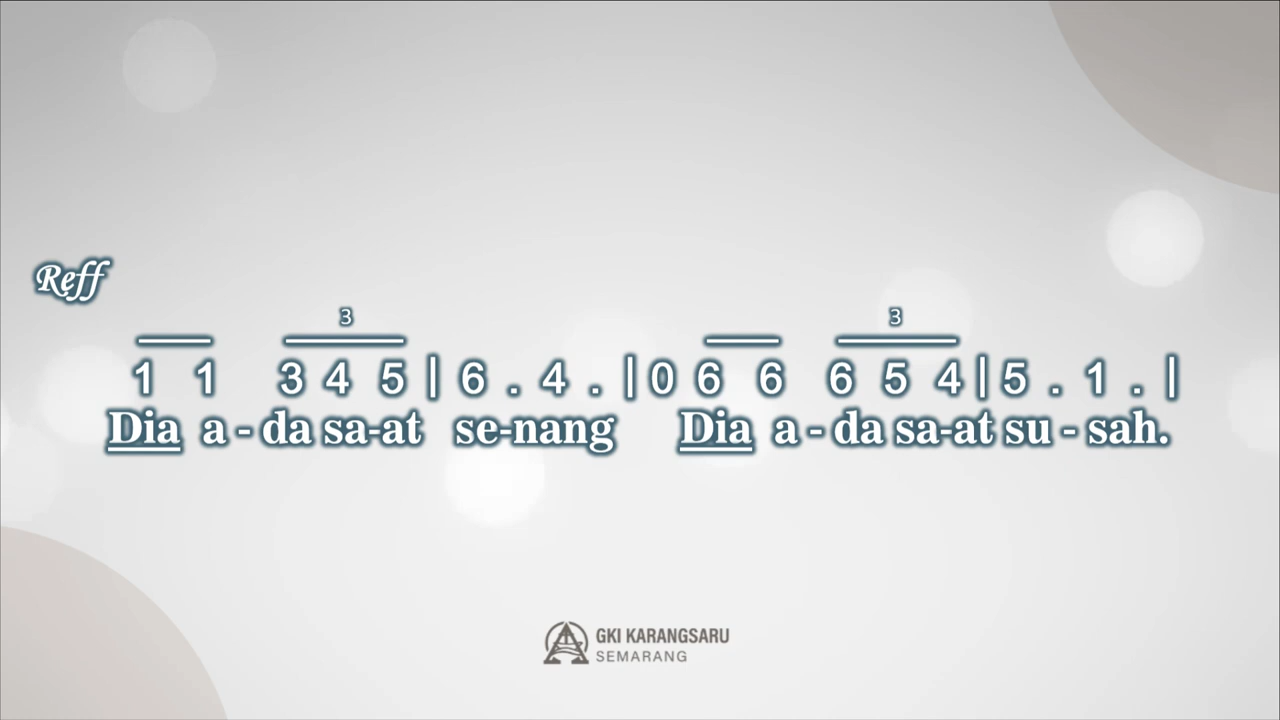 Reff
3 3
1 1 3 4 5 | 6 . 4 . | 0 6 6 6 5 4 | 5 . 1 . |
Dia a - da sa-at se-nang Dia a - da sa-at su - sah.
GKI KARANGSARU
SEMARANG